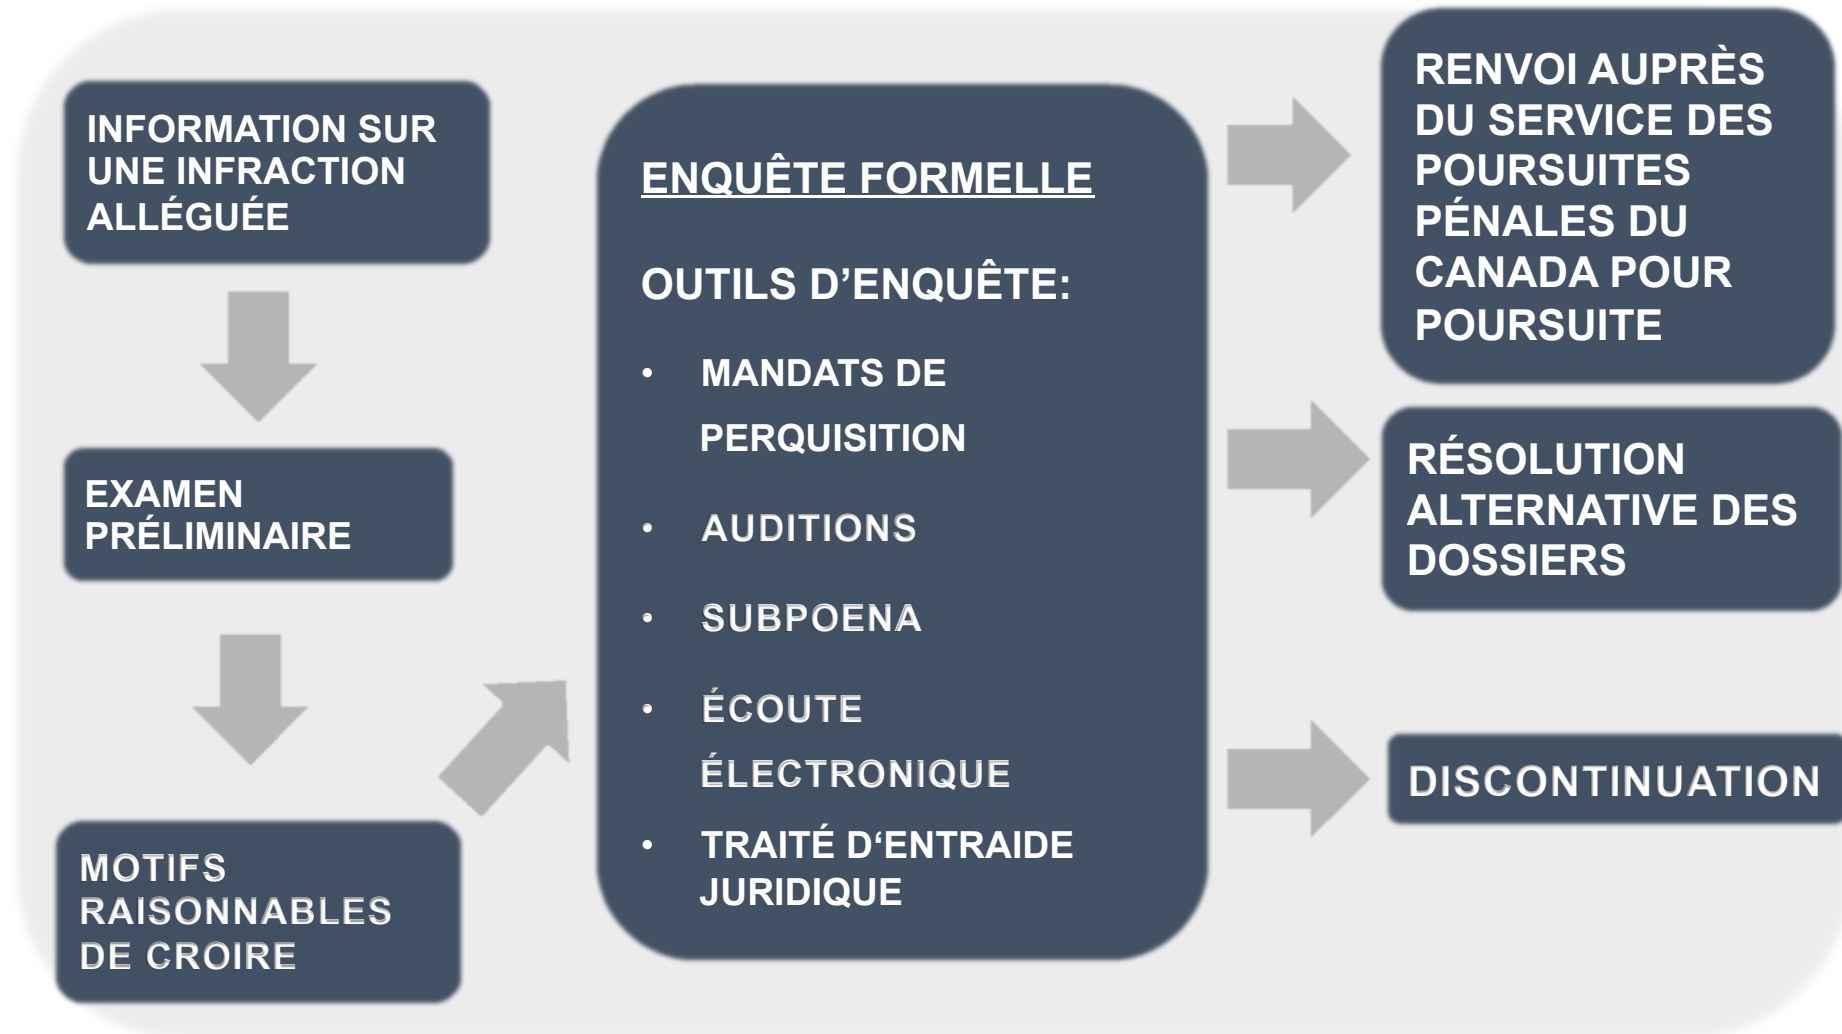 INFORMATION SUR
UNE INFRACTION
ALLÉGUÉE
EXAMEN
PRÉLIMINAIRE
MOTIFS
RAISONNABLES
DE CROIRE
ENQUÊTE FORMELLE
OUTILS D’ENQUÊTE:
• MANDATS DE
PERQUISITION
• AUDITIONS
• SUBPOENA
• ÉCOUTE
ÉLECTRONIQUE
• TRAITÉ D‘ENTRAIDE
JURIDIQUE
RENVOI AUPRÈS
DU SERVICE DES
POURSUITES
PÉNALES DU
CANADA POUR
POURSUITE
RÉSOLUTION
ALTERNATIVE DES
DOSSIERS
DISCONTINUATION